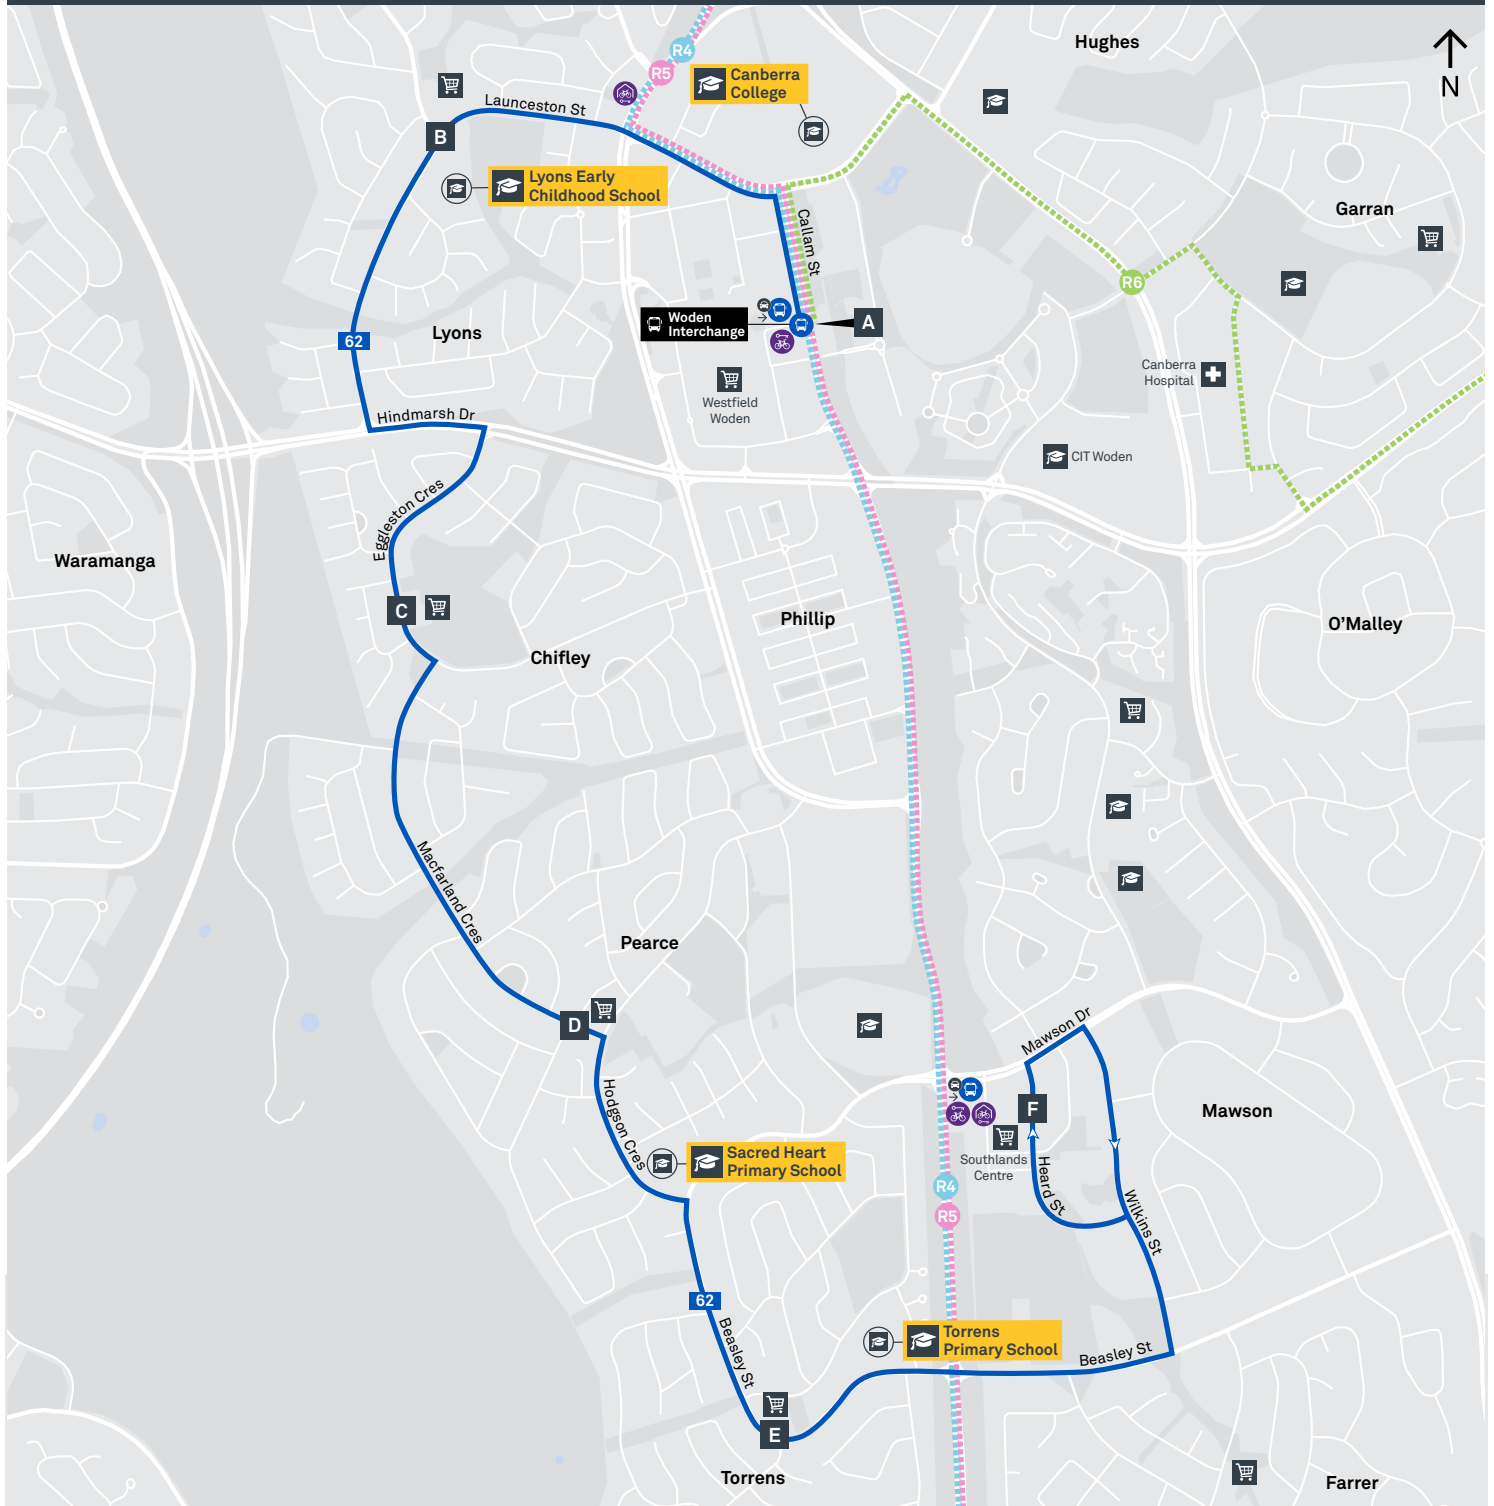 Hughes
N
R4
R5
Canberra
College
Launceston St
B
Lyons Early
Childhood School
Garran
Callam St
R6
62
Lyons
Woden
Interchange
A
Canberra
Hospital
Westfield
Woden
Hindmarsh Dr
CIT Woden
Eggleston Cres
Waramanga
C
Phillip
O’Malley
Chifley
Macfarland Cres
Pearce
D
Mawson Dr
Hodgson Cres
F
Mawson
Sacred Heart
Primary School
Southlands
Centre
Heard St
R4
R5
Wilkins St
62
Beasley St
Torrens
Primary School
Beasley St
E
Torrens
Farrer